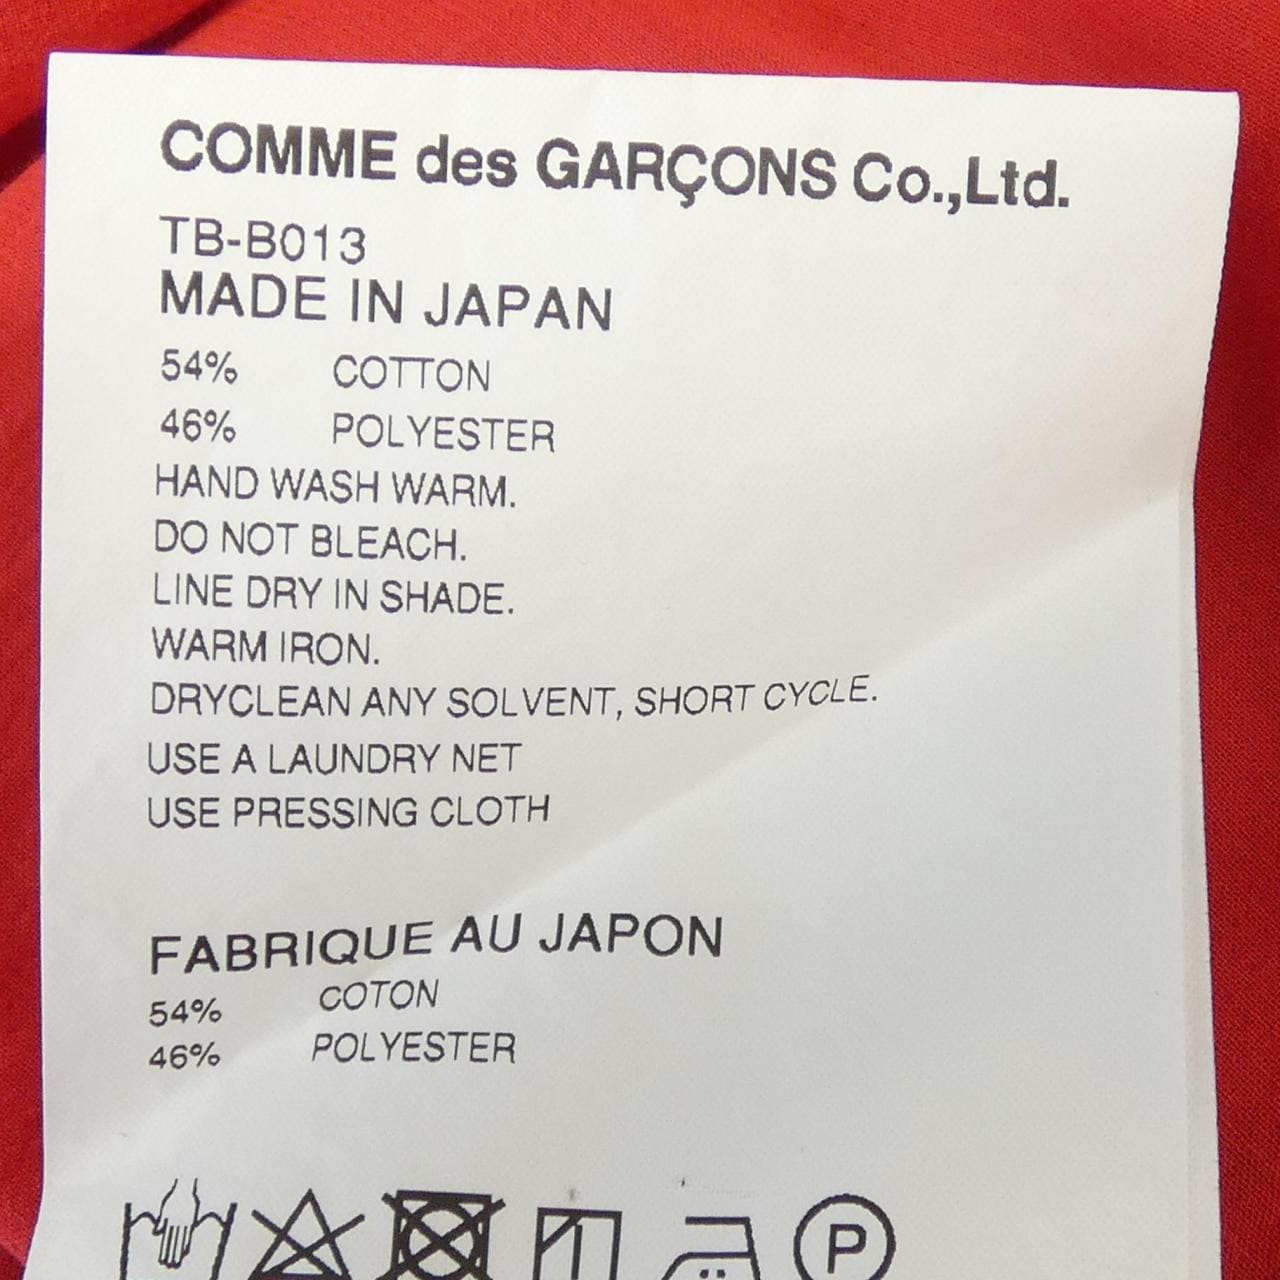 COMME des GARÇONS Co.,Ltd.
TB-B013
MADE IN JAPAN
54% COTTON
46% POLYESTER
HAND WASH WARM.
DO NOT BLEACH.
LINE DRY IN SHADE.
WARM IRON.
DRYCLEAN ANY SOLVENT, SHORT CYCLE.
USE A LAUNDRY NET
USE PRESSING CLOTH
FABRIQUE AU JAPON
54% COTON
46% POLYESTER
P